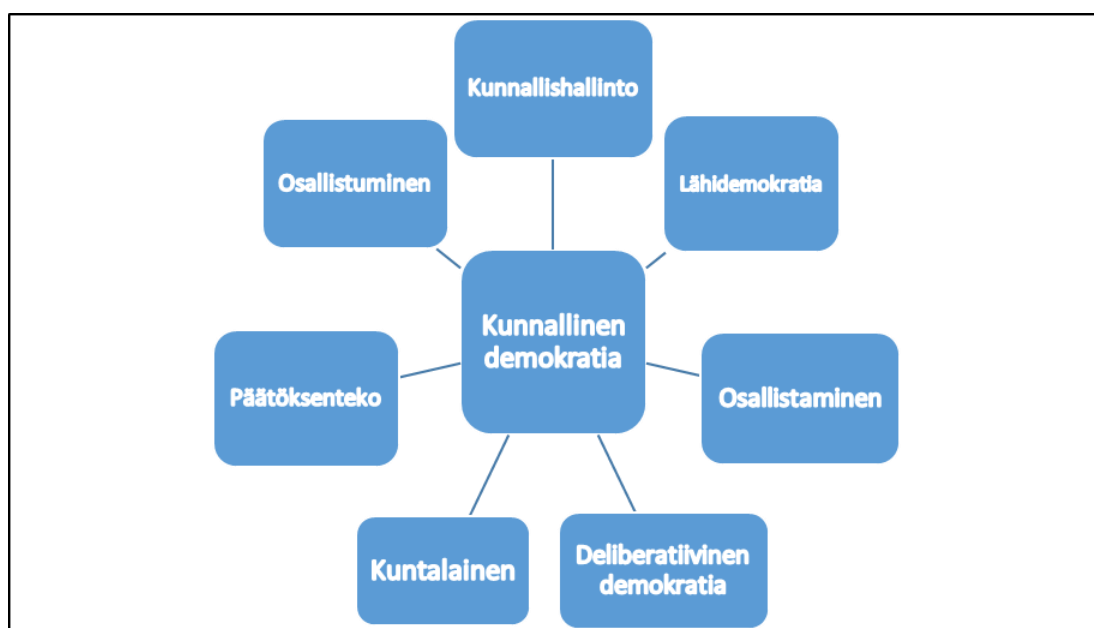 Kunnallishallinto
Lähidemokratia
Osallistuminen
Kunnallinen
demokratia
Päätöksenteko
Osallistaminen
Kuntalainen
Deliberatiivinen
demokratia